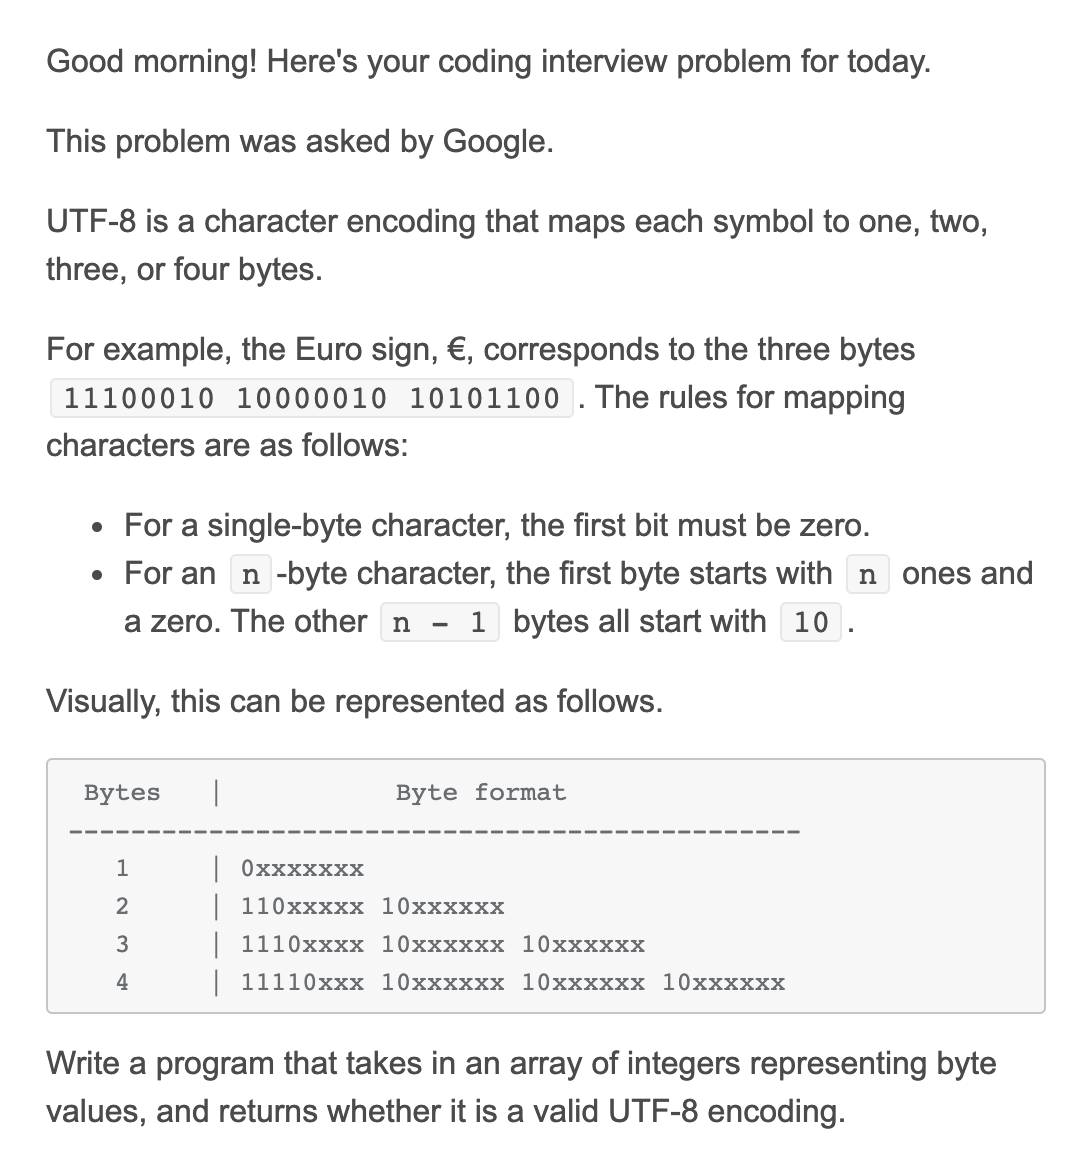 Good morning! Here's your coding interview problem for today.
This problem was asked by Google.
UTF-8 is a character encoding that maps each symbol to one, two,
three, or four bytes.
For example, the Euro sign, €, corresponds to the three bytes
11100010 10000010 10101100 . The rules for mapping
characters are as follows:
• For a single-byte character, the first bit must be zero.
• For an n -byte character, the first byte starts with n ones and
a zero. The other n - 1 bytes all start with 10 .
Visually, this can be represented as follows.
Bytes | Byte format
-----------------------------------------------
1 | 0xxxxxxx
2 | 110xxxxx 10xxxxxx
3 | 1110xxxx 10xxxxxx 10xxxxxx
4 | 11110xxx 10xxxxxx 10xxxxxx 10xxxxxx
Write a program that takes in an array of integers representing byte
values, and returns whether it is a valid UTF-8 encoding.